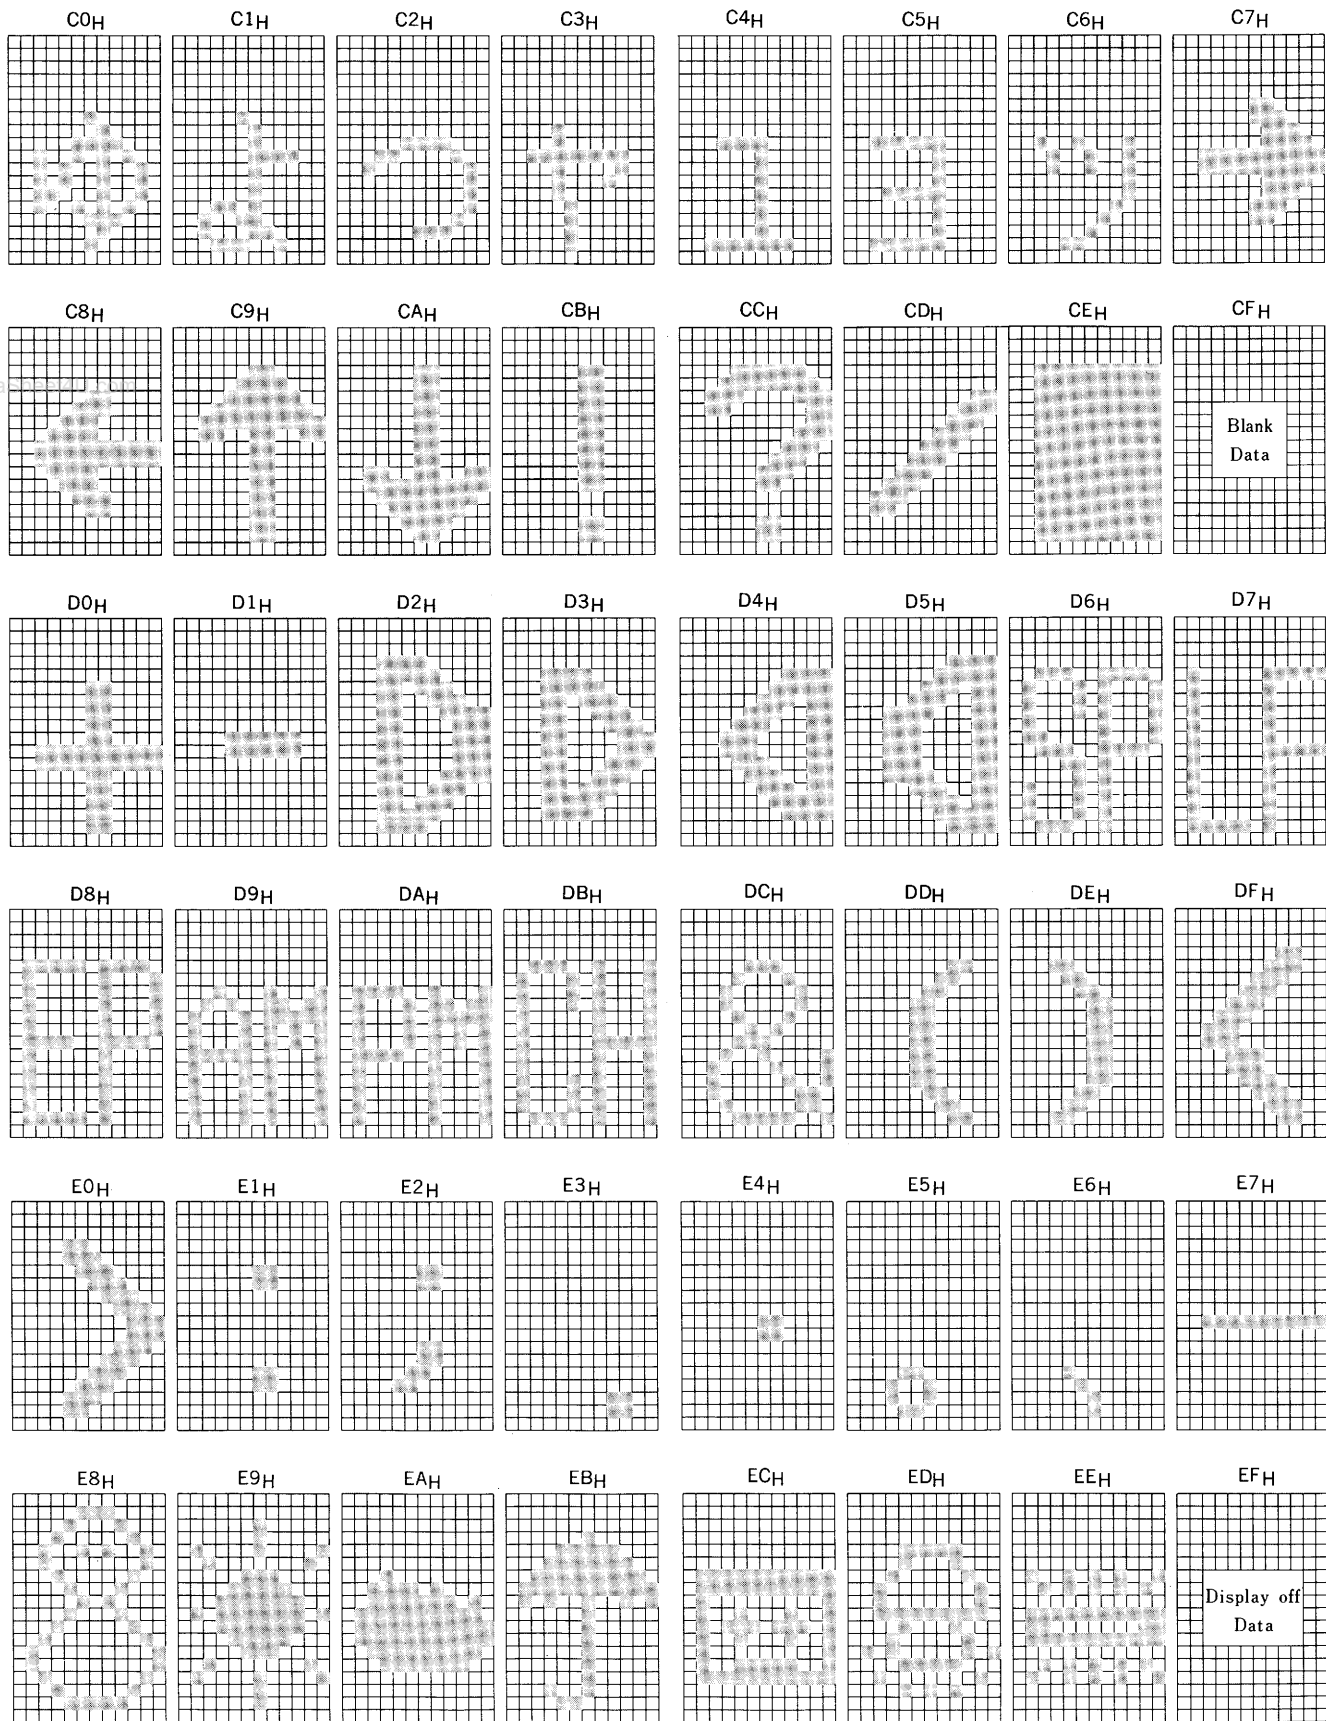 C0H C1H C2H C3H C4H C5H C6H C7H
C8H C9H CAH CBH CCH CDH CEH CFH
Blank
Data
D0H D1H D2H D3H D4H D5H D6H D7H
D8H D9H DAH DBH DCH DDH DEH DFH
E0H E1H E2H E3H E4H E5H E6H E7H
E8H E9H EAH EBH ECH EDH EEH EFH
Display off
Data